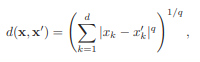 d(𝐱, 𝐱′) = ( ∑_{k=1}^{d} |x_k − x′_k|^q )^{1/q} ,